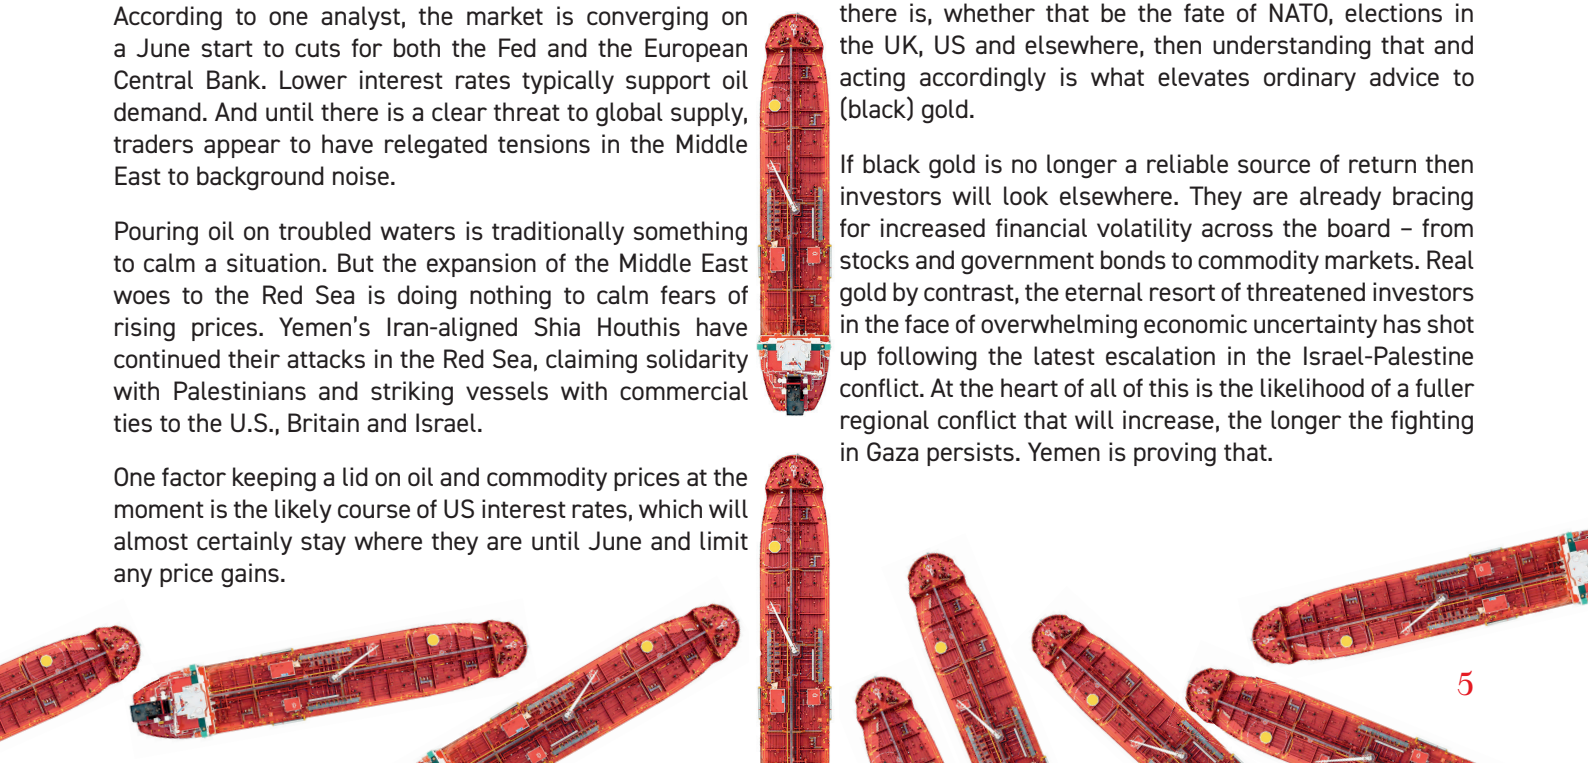 According to one analyst, the market is converging on
a June start to cuts for both the Fed and the European
Central Bank. Lower interest rates typically support oil
demand. And until there is a clear threat to global supply,
traders appear to have relegated tensions in the Middle
East to background noise.
Pouring oil on troubled waters is traditionally something
to calm a situation. But the expansion of the Middle East
woes to the Red Sea is doing nothing to calm fears of
rising prices. Yemen’s Iran-aligned Shia Houthis have
continued their attacks in the Red Sea, claiming solidarity
with Palestinians and striking vessels with commercial
ties to the U.S., Britain and Israel.
One factor keeping a lid on oil and commodity prices at the
moment is the likely course of US interest rates, which will
almost certainly stay where they are until June and limit
any price gains.
there is, whether that be the fate of NATO, elections in
the UK, US and elsewhere, then understanding that and
acting accordingly is what elevates ordinary advice to
(black) gold.
If black gold is no longer a reliable source of return then
investors will look elsewhere. They are already bracing
for increased financial volatility across the board – from
stocks and government bonds to commodity markets. Real
gold by contrast, the eternal resort of threatened investors
in the face of overwhelming economic uncertainty has shot
up following the latest escalation in the Israel-Palestine
conflict. At the heart of all of this is the likelihood of a fuller
regional conflict that will increase, the longer the fighting
in Gaza persists. Yemen is proving that.
5